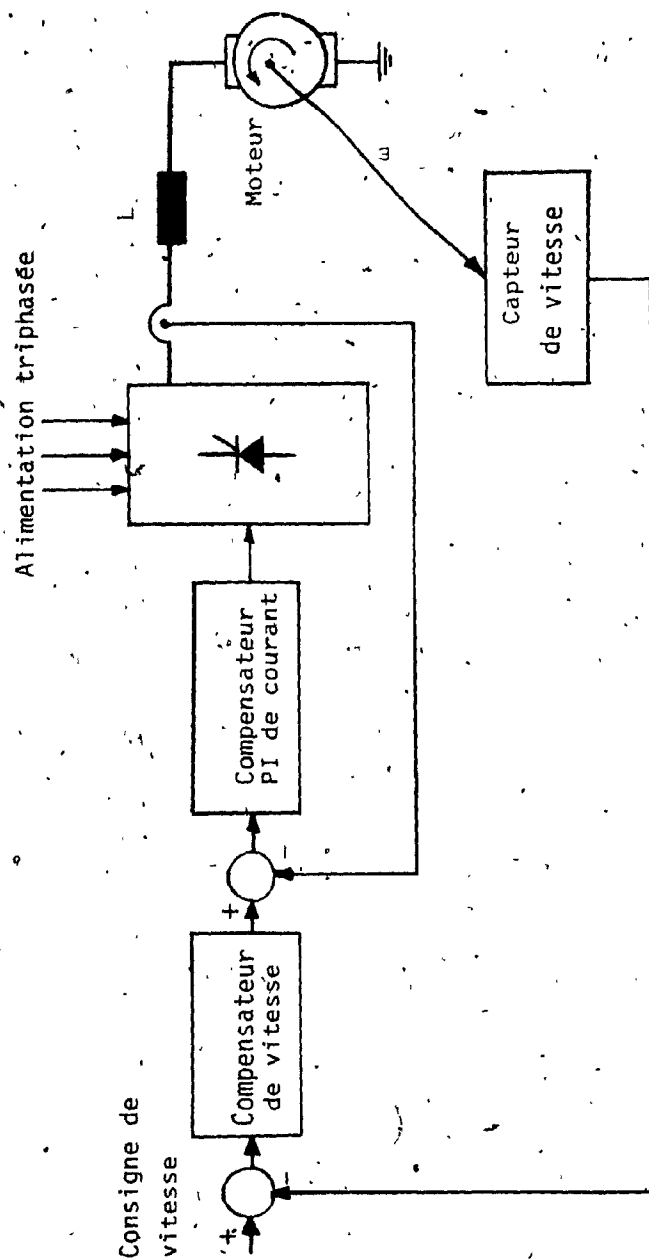 Alimentation triphasée
L
Moteur
ω
Capteur
de vitesse
Compensateur
PI de courant
+
-
Compensateur
de vitesse
Consigne de
vitesse
+
-